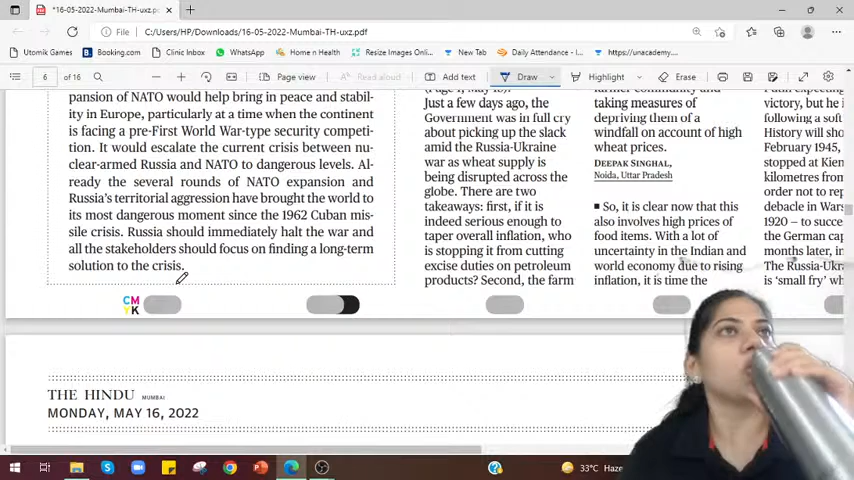 *16-05-2022-Mumbai-TH-uxz.pdf
File C:/Users/HP/Downloads/16-05-2022-Mumbai-TH-uxz.pdf
Utomik Games Booking.com Clinic Inbox WhatsApp Home n Health Resize Images Onli... New Tab Daily Attendance - I... https://unacademy....
6 of 16 Page view Read aloud Add text Draw Highlight Erase
pansion of NATO would help bring in peace and stabil-
ity in Europe, particularly at a time when the continent
is facing a pre-First World War-type security competi-
tion. It would escalate the current crisis between nu-
clear-armed Russia and NATO to dangerous levels. Al-
ready the several rounds of NATO expansion and
Russia's territorial aggression have brought the world to
its most dangerous moment since the 1962 Cuban mis-
sile crisis. Russia should immediately halt the war and
all the stakeholders should focus on finding a long-term
solution to the crisis.
CM
YK
Just a few days ago, the
Government was in full cry
about picking up the slack
amid the Russia-Ukraine
war as wheat supply is
being disrupted across the
globe. There are two
takeaways: first, if it is
indeed serious enough to
taper overall inflation, who
is stopping it from cutting
excise duties on petroleum
products? Second, the farm
taking measures of
depriving them of a
windfall on account of high
wheat prices.
DEEPAK SINGHAL,
Noida, Uttar Pradesh
■ So, it is clear now that this
also involves high prices of
food items. With a lot of
uncertainty in the Indian and
world economy due to rising
inflation, it is time the
victory, but he i
following a soft
History will sho
February 1945,
stopped at Kien
kilometres from
order not to rep
debacle in Wars
1920 – to succe
the German cap
months later, in
The Russia-Ukr
is 'small fry' wh
THE HINDU MUMBAI
MONDAY, MAY 16, 2022
33°C Haze